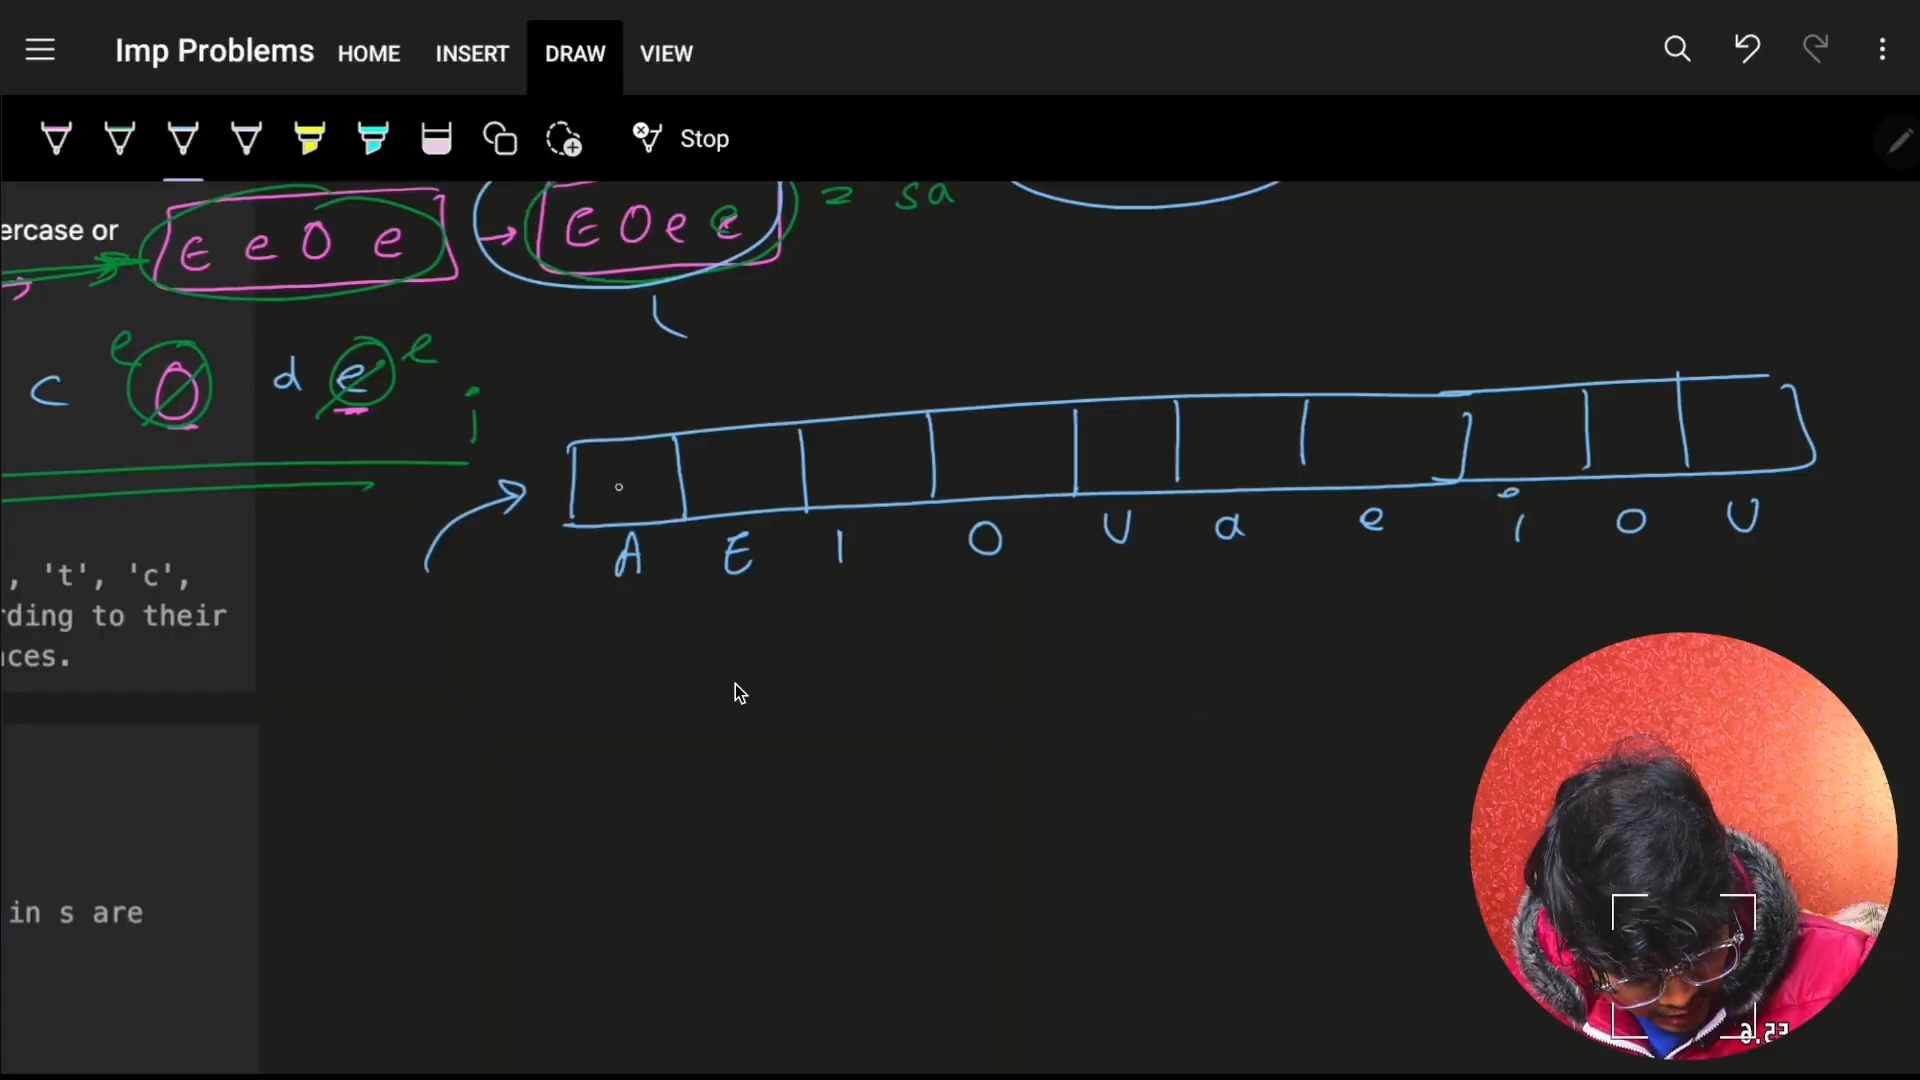 Imp Problems HOME INSERT DRAW VIEW
Stop
ercase or
E e O e → E O e e = sa
c O e d e e i
A E I O U a e i o U
, 't', 'c',
rding to their
ces.
in s are